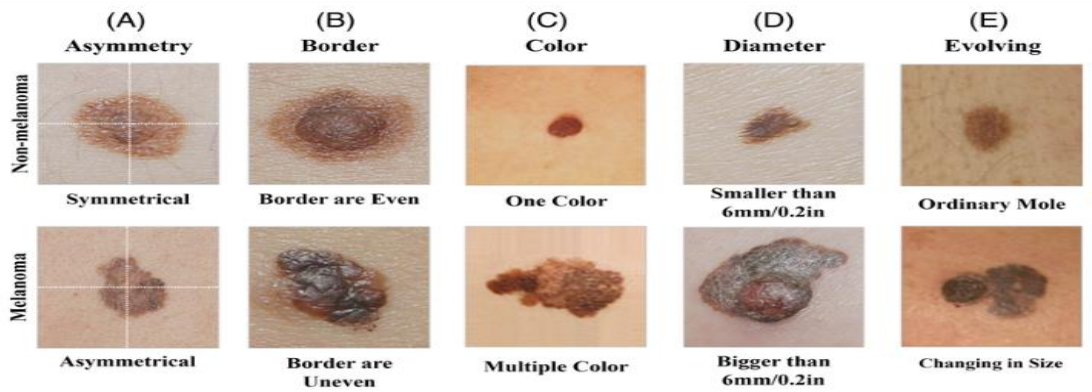 (A) (B) (C) (D) (E)
Asymmetry Border Color Diameter Evolving
Non-melanoma
Symmetrical Border are Even One Color Smaller than 6mm/0.2in Ordinary Mole
Melanoma
Asymmetrical Border are Uneven Multiple Color Bigger than 6mm/0.2in Changing in Size